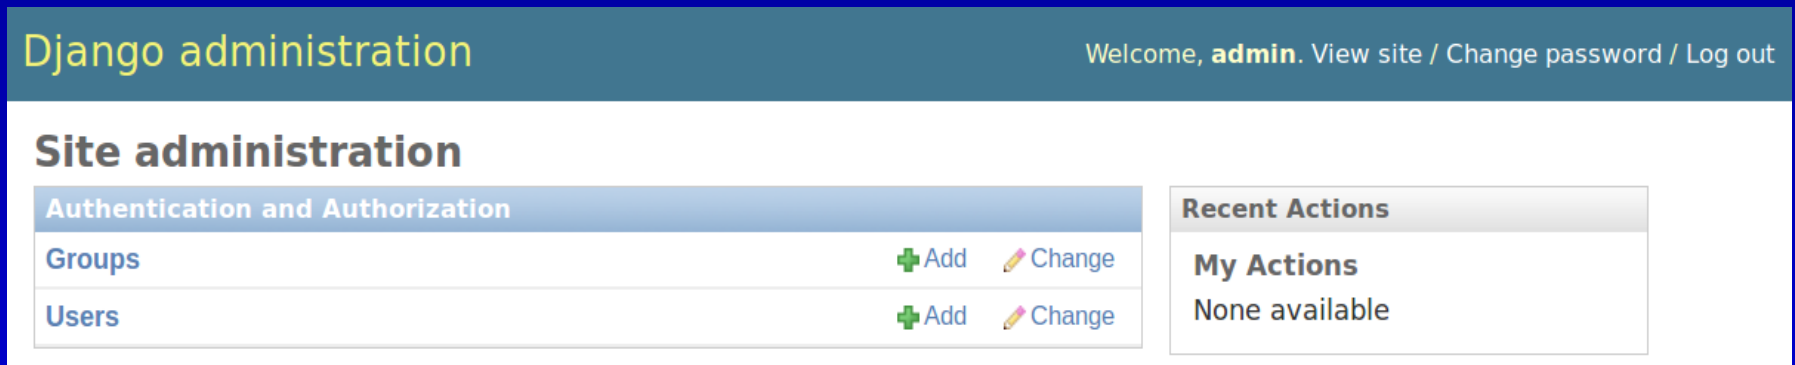 Django administration
Welcome, admin. View site / Change password / Log out
Site administration
Authentication and Authorization
Groups Add Change
Users Add Change
Recent Actions
My Actions
None available